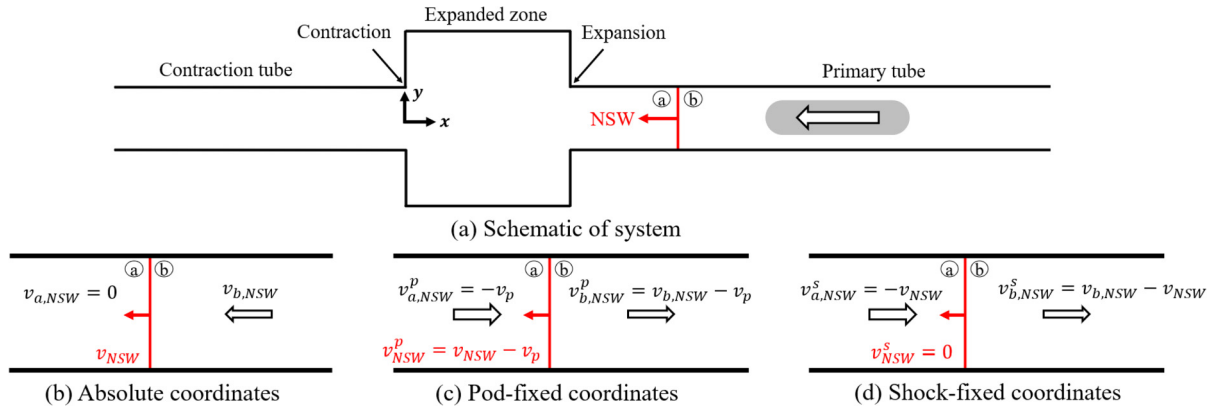 Expanded zone
Contraction
Expansion
Contraction tube
Primary tube
y
x
NSW
ⓐ ⓑ
(a) Schematic of system
ⓐ ⓑ
v_{a,NSW} = 0
v_{b,NSW}
v_{NSW}
(b) Absolute coordinates
ⓐ ⓑ
v^p_{a,NSW} = −v_p
v^p_{b,NSW} = v_{b,NSW} − v_p
v^p_{NSW} = v_{NSW} − v_p
(c) Pod-fixed coordinates
ⓐ ⓑ
v^s_{a,NSW} = −v_{NSW}
v^s_{b,NSW} = v_{b,NSW} − v_{NSW}
v^s_{NSW} = 0
(d) Shock-fixed coordinates